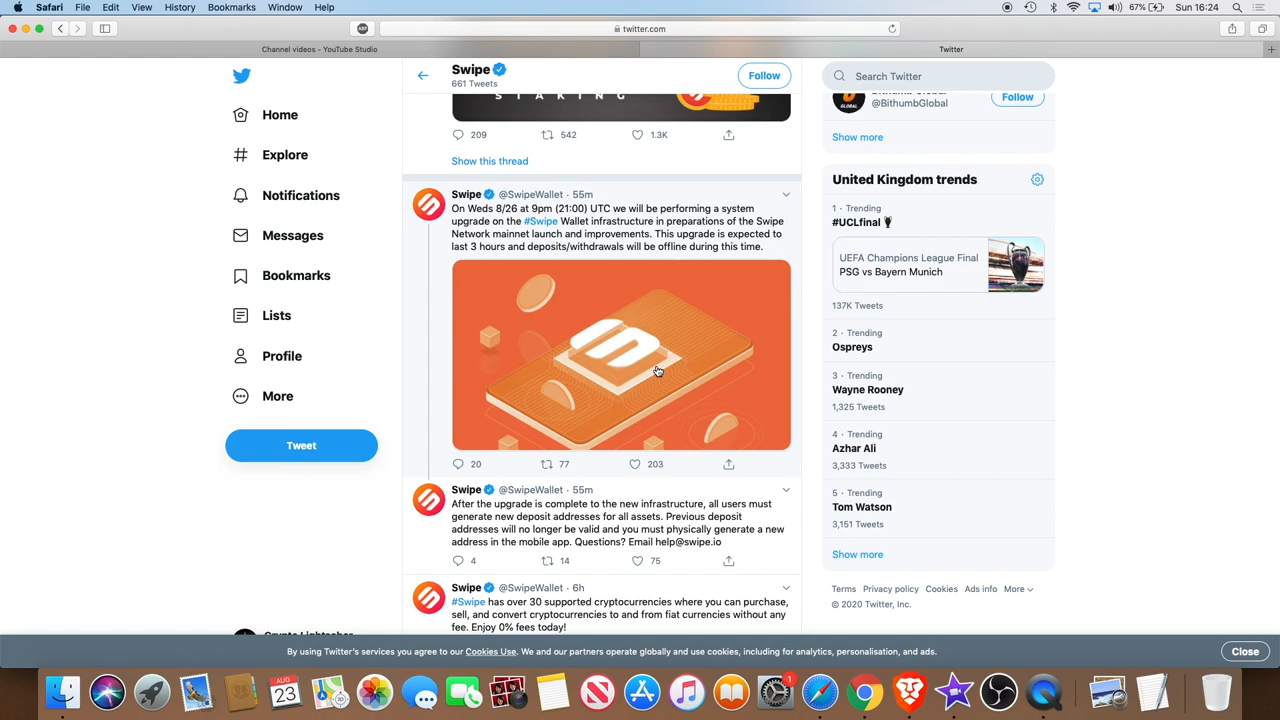 Safari File Edit View History Bookmarks Window Help 67% Sun 16:24
twitter.com
Channel videos - YouTube Studio
Twitter
Home
Explore
Notifications
Messages
Bookmarks
Lists
Profile
More
Tweet
Swipe
661 Tweets
Follow
STAKING
209 542 1.3K
Show this thread
Swipe @SwipeWallet · 55m
On Weds 8/26 at 9pm (21:00) UTC we will be performing a system
upgrade on the #Swipe Wallet infrastructure in preparations of the Swipe
Network mainnet launch and improvements. This upgrade is expected to
last 3 hours and deposits/withdrawals will be offline during this time.
20 77 203
Swipe @SwipeWallet · 55m
After the upgrade is complete to the new infrastructure, all users must
generate new deposit addresses for all assets. Previous deposit
addresses will no longer be valid and you must physically generate a new
address in the mobile app. Questions? Email help@swipe.io
4 14 75
Swipe @SwipeWallet · 6h
#Swipe has over 30 supported cryptocurrencies where you can purchase,
sell, and convert cryptocurrencies to and from fiat currencies without any
fee. Enjoy 0% fees today!
Search Twitter
@BithumbGlobal
GLOBAL
Follow
Show more
United Kingdom trends
1 · Trending
#UCLfinal
UEFA Champions League Final
PSG vs Bayern Munich
137K Tweets
2 · Trending
Ospreys
3 · Trending
Wayne Rooney
1,325 Tweets
4 · Trending
Azhar Ali
3,333 Tweets
5 · Trending
Tom Watson
3,151 Tweets
Show more
Terms Privacy policy Cookies Ads info More
© 2020 Twitter, Inc.
By using Twitter's services you agree to our Cookies Use. We and our partners operate globally and use cookies, including for analytics, personalisation, and ads.
Close
AUG
23
1